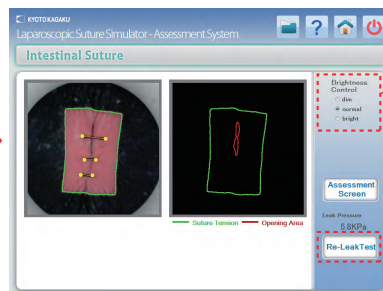 KYOTO KAGAKU
Laparoscopic Suture Simulator - Assessment System
Intestinal Suture
Brightness
Control
dim
normal
bright
Assessment
Screen
Suture Tension
Opening Area
Leak Pressure
5.8KPa
Re-LeakTest